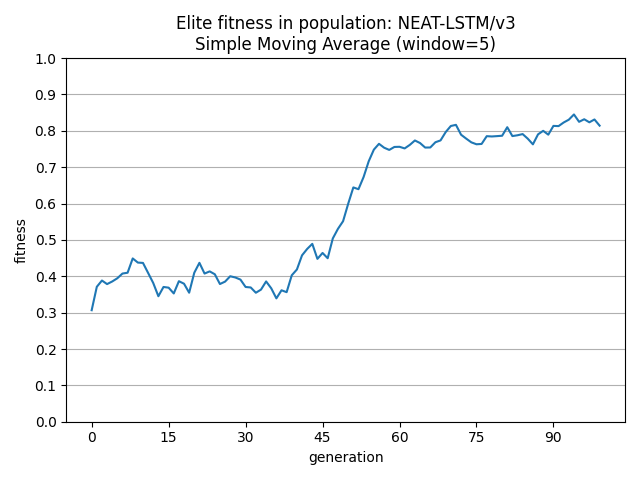 Elite fitness in population: NEAT-LSTM/v3
Simple Moving Average (window=5)
1.0
0.9
0.8
0.7
0.6
0.5
0.4
0.3
0.2
0.1
0.0
fitness
0 15 30 45 60 75 90
generation